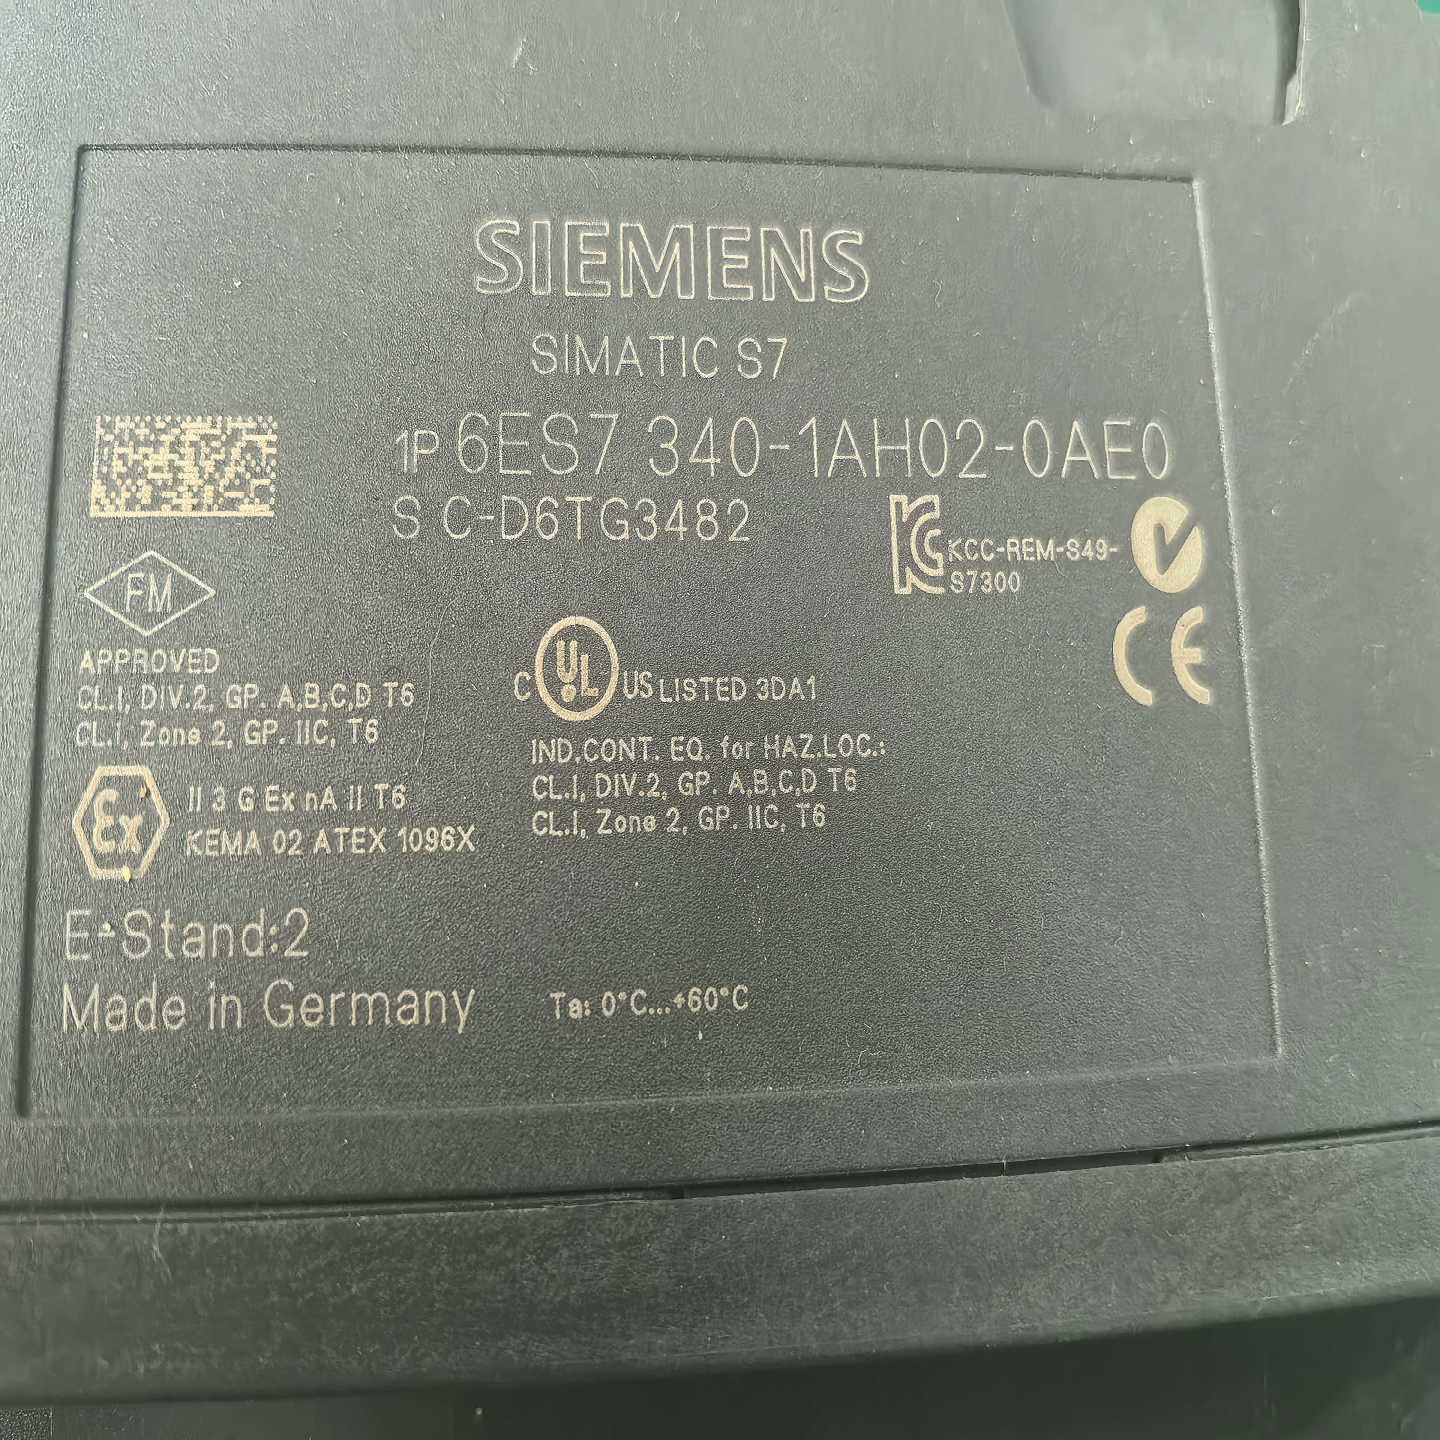 SIEMENS
SIMATIC S7
1P 6ES7 340-1AH02-0AE0
S C-D6TG3482
KCC-REM-S49-
S7300
FM
APPROVED
CL.I, DIV.2, GP. A,B,C,D T6
CL.I, Zone 2, GP. IIC, T6
C UL US LISTED 3DA1
IND.CONT. EQ. for HAZ.LOC.:
CL.I, DIV.2, GP. A,B,C,D T6
CL.I, Zone 2, GP. IIC, T6
CE
Ex II 3 G Ex nA II T6
KEMA 02 ATEX 1096X
E-Stand:2
Made in Germany
Ta: 0°C...+60°C